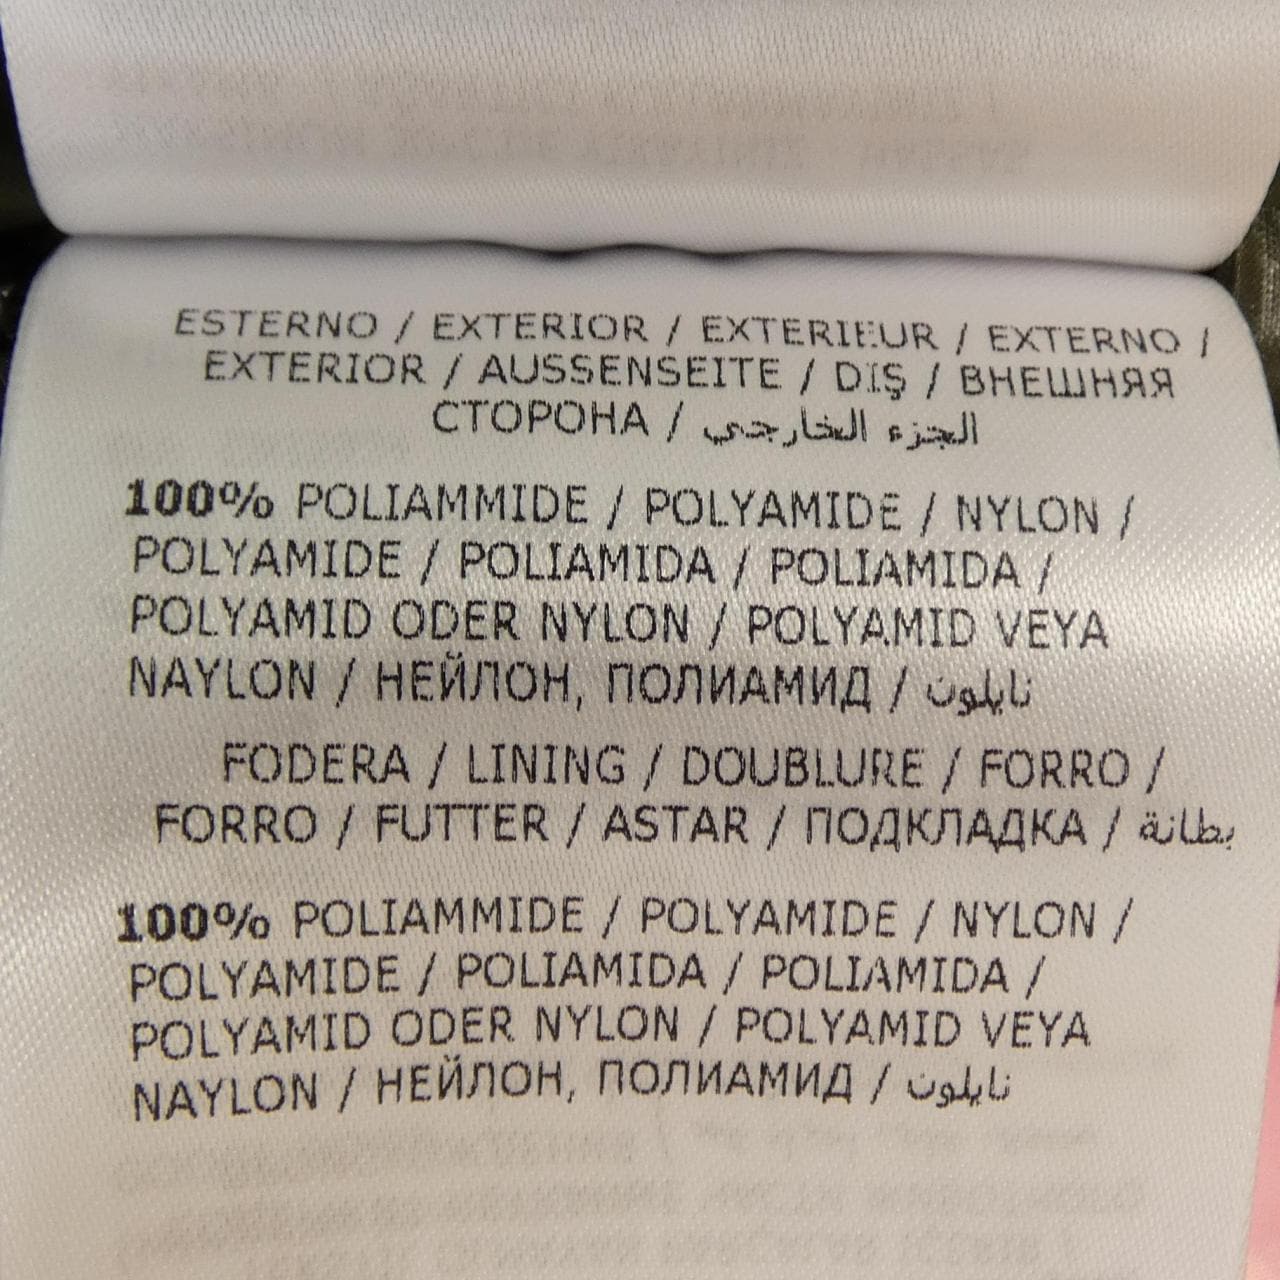 ESTERNO / EXTERIOR / EXTERIEUR / EXTERNO /
EXTERIOR / AUSSENSEITE / DIŞ / ВНЕШНЯЯ
СТОРОНА / الجزء الخارجي
100% POLIAMMIDE / POLYAMIDE / NYLON /
POLYAMIDE / POLIAMIDA / POLIAMIDA /
POLYAMID ODER NYLON / POLYAMID VEYA
NAYLON / НЕЙЛОН, ПОЛИАМИД / نايلون
FODERA / LINING / DOUBLURE / FORRO /
FORRO / FUTTER / ASTAR / ПОДКЛАДКА / بطانة
100% POLIAMMIDE / POLYAMIDE / NYLON /
POLYAMIDE / POLIAMIDA / POLIAMIDA /
POLYAMID ODER NYLON / POLYAMID VEYA
NAYLON / НЕЙЛОН, ПОЛИАМИД / نايلون